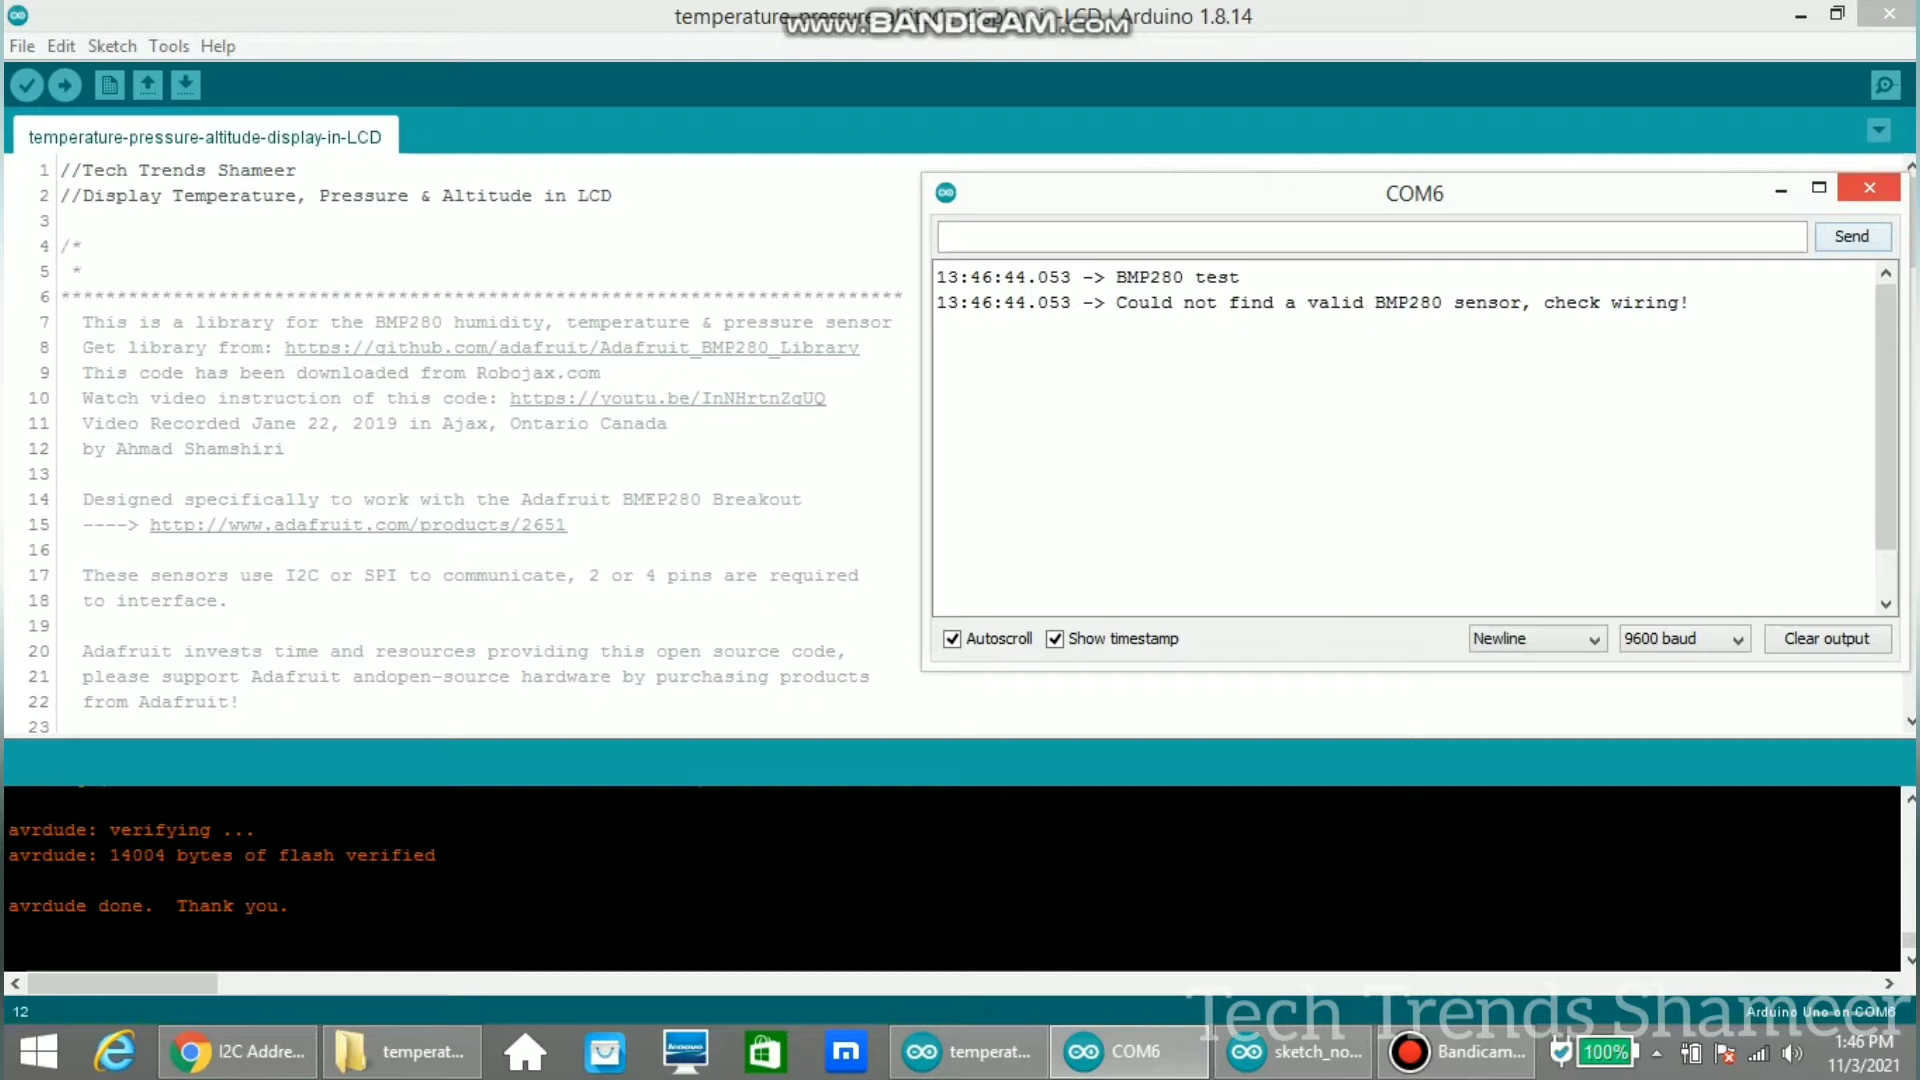 temperature-pressure-altitude-display-in-LCD | Arduino 1.8.14
www.BANDICAM.com
File Edit Sketch Tools Help
temperature-pressure-altitude-display-in-LCD
1 //Tech Trends Shameer
2 //Display Temperature, Pressure & Altitude in LCD
3
4 /*
5 *
6 ***************************************************************************
7 This is a library for the BMP280 humidity, temperature & pressure sensor
8 Get library from: https://github.com/adafruit/Adafruit_BMP280_Library
9 This code has been downloaded from Robojax.com
10 Watch video instruction of this code: https://youtu.be/InNHrtnZgUQ
11 Video Recorded Jane 22, 2019 in Ajax, Ontario Canada
12 by Ahmad Shamshiri
13
14 Designed specifically to work with the Adafruit BMEP280 Breakout
15 ----> http://www.adafruit.com/products/2651
16
17 These sensors use I2C or SPI to communicate, 2 or 4 pins are required
18 to interface.
19
20 Adafruit invests time and resources providing this open source code,
21 please support Adafruit andopen-source hardware by purchasing products
22 from Adafruit!
23
COM6
Send
13:46:44.053 -> BMP280 test
13:46:44.053 -> Could not find a valid BMP280 sensor, check wiring!
Autoscroll Show timestamp Newline 9600 baud Clear output
avrdude: verifying ...
avrdude: 14004 bytes of flash verified
avrdude done. Thank you.
12
Arduino Uno on COM6
Tech Trends Shameer
I2C Addre... temperat... lenovo temperat... COM6 sketch_no... Bandicam... 100%
1:46 PM
11/3/2021